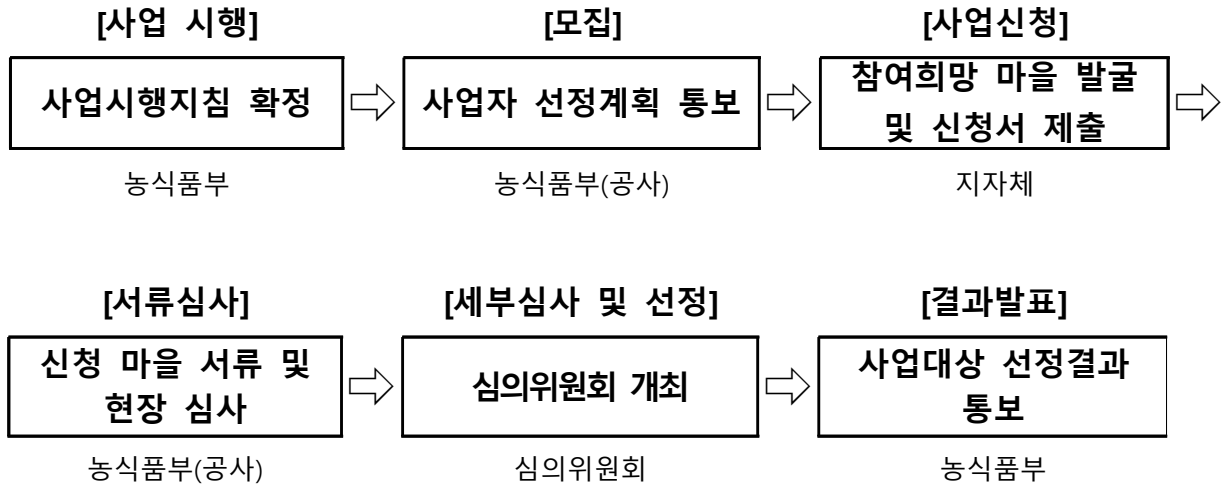 [사업 시행] [모집] [사업신청]
사업시행지침 확정 ⇨ 사업자 선정계획 통보 ⇨ 참여희망 마을 발굴
및 신청서 제출 ⇨
농식품부 농식품부(공사) 지자체
[서류심사] [세부심사 및 선정] [결과발표]
신청 마을 서류 및
현장 심사 ⇨ 심의위원회 개최 ⇨ 사업대상 선정결과
통보
농식품부(공사) 심의위원회 농식품부